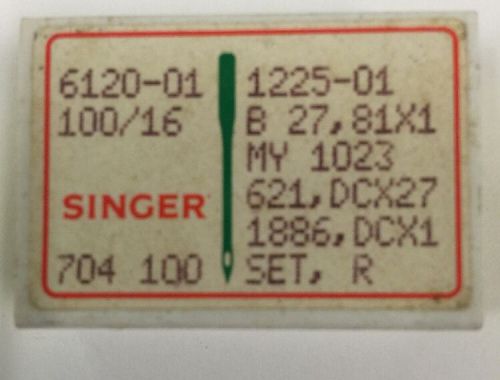 6120-01
100/16
SINGER
704 100
1225-01
B 27,81X1
MY 1023
621,DCX27
1886,DCX1
SET, R